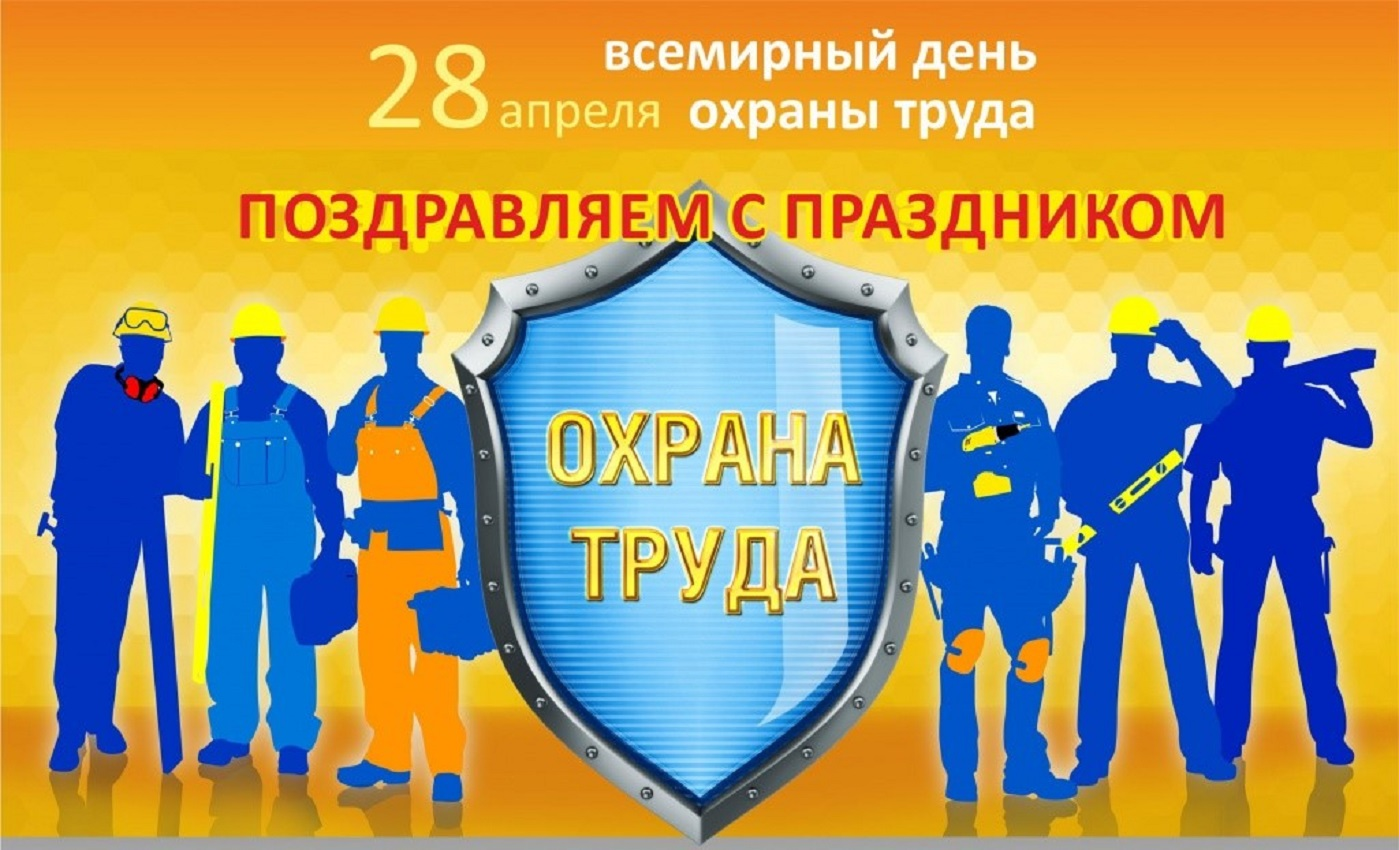 28 апреля
всемирный день
охраны труда
ПОЗДРАВЛЯЕМ С ПРАЗДНИКОМ
ОХРАНА
ТРУДА